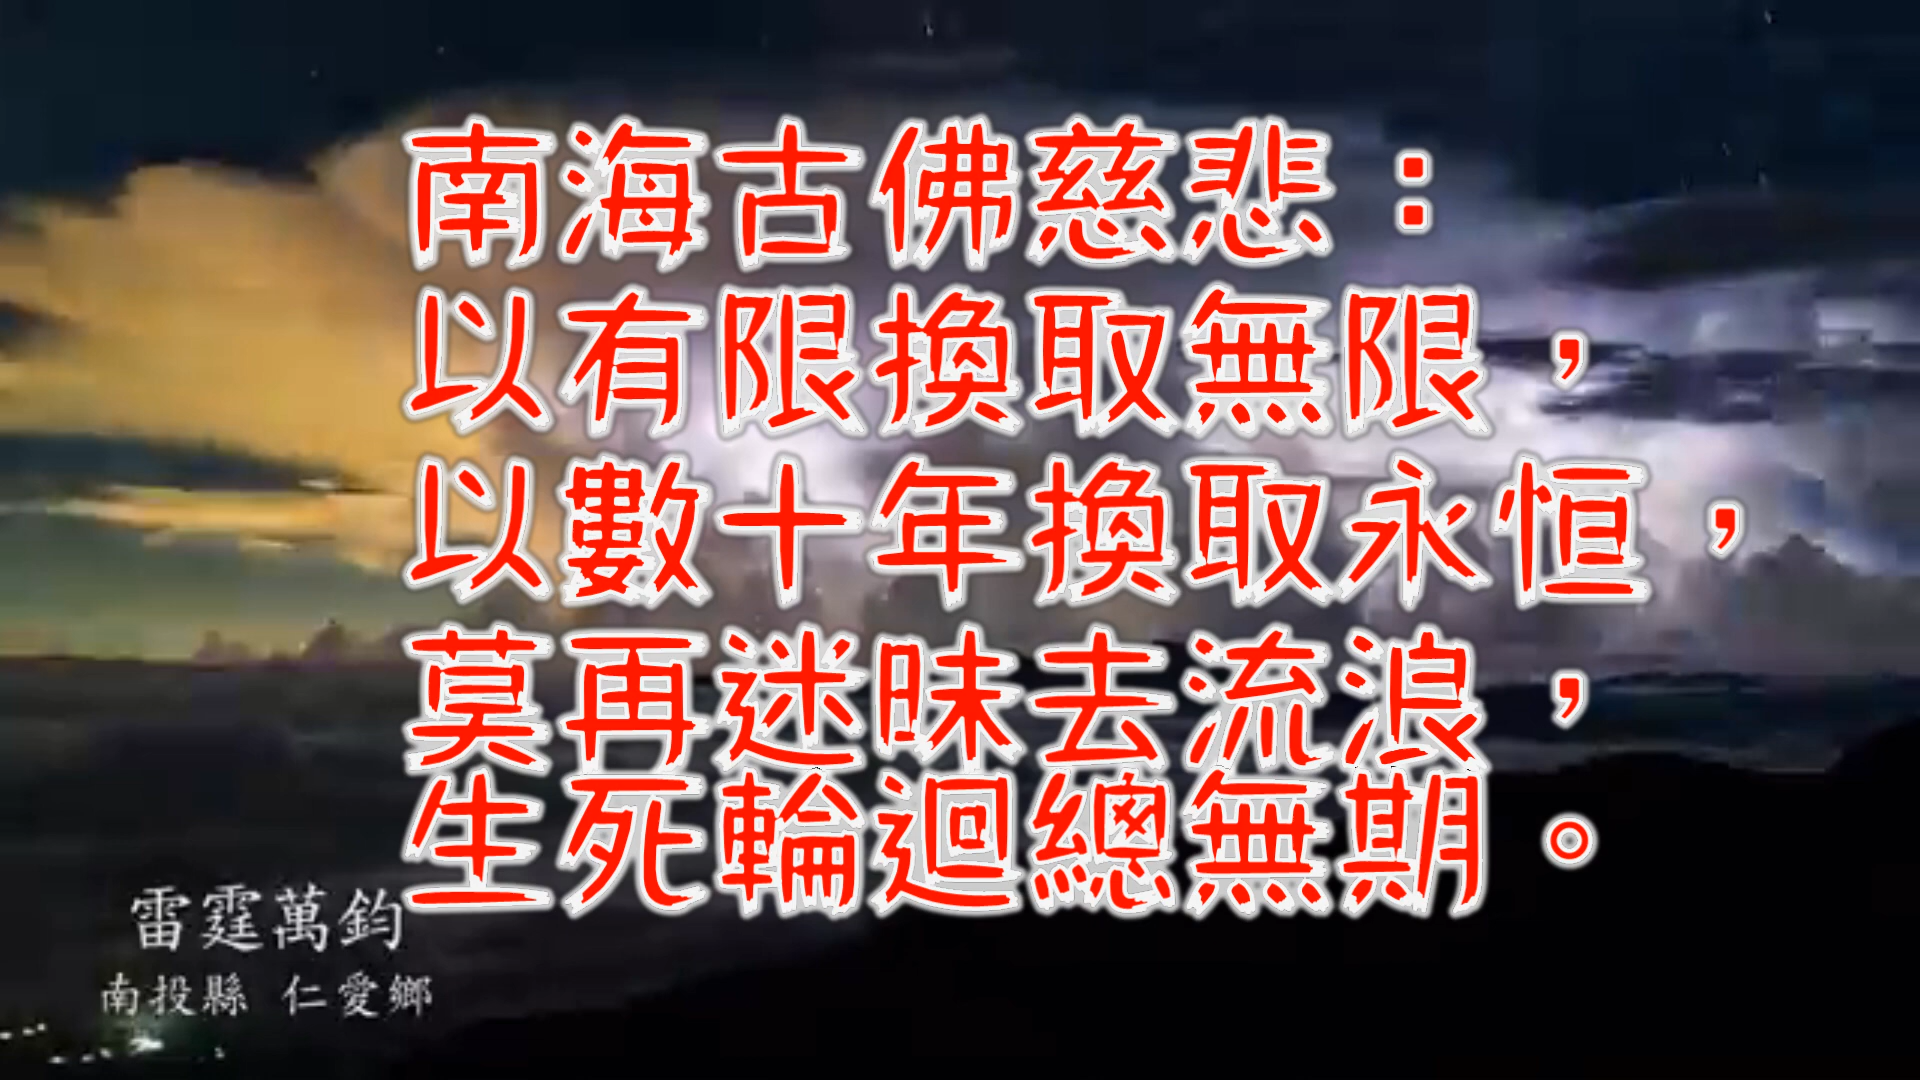 南海古佛慈悲：
以有限換取無限，
以數十年換取永恒，
莫再迷昧去流浪，
生死輪迴總無期。
雷霆萬鈞
南投縣 仁愛鄉